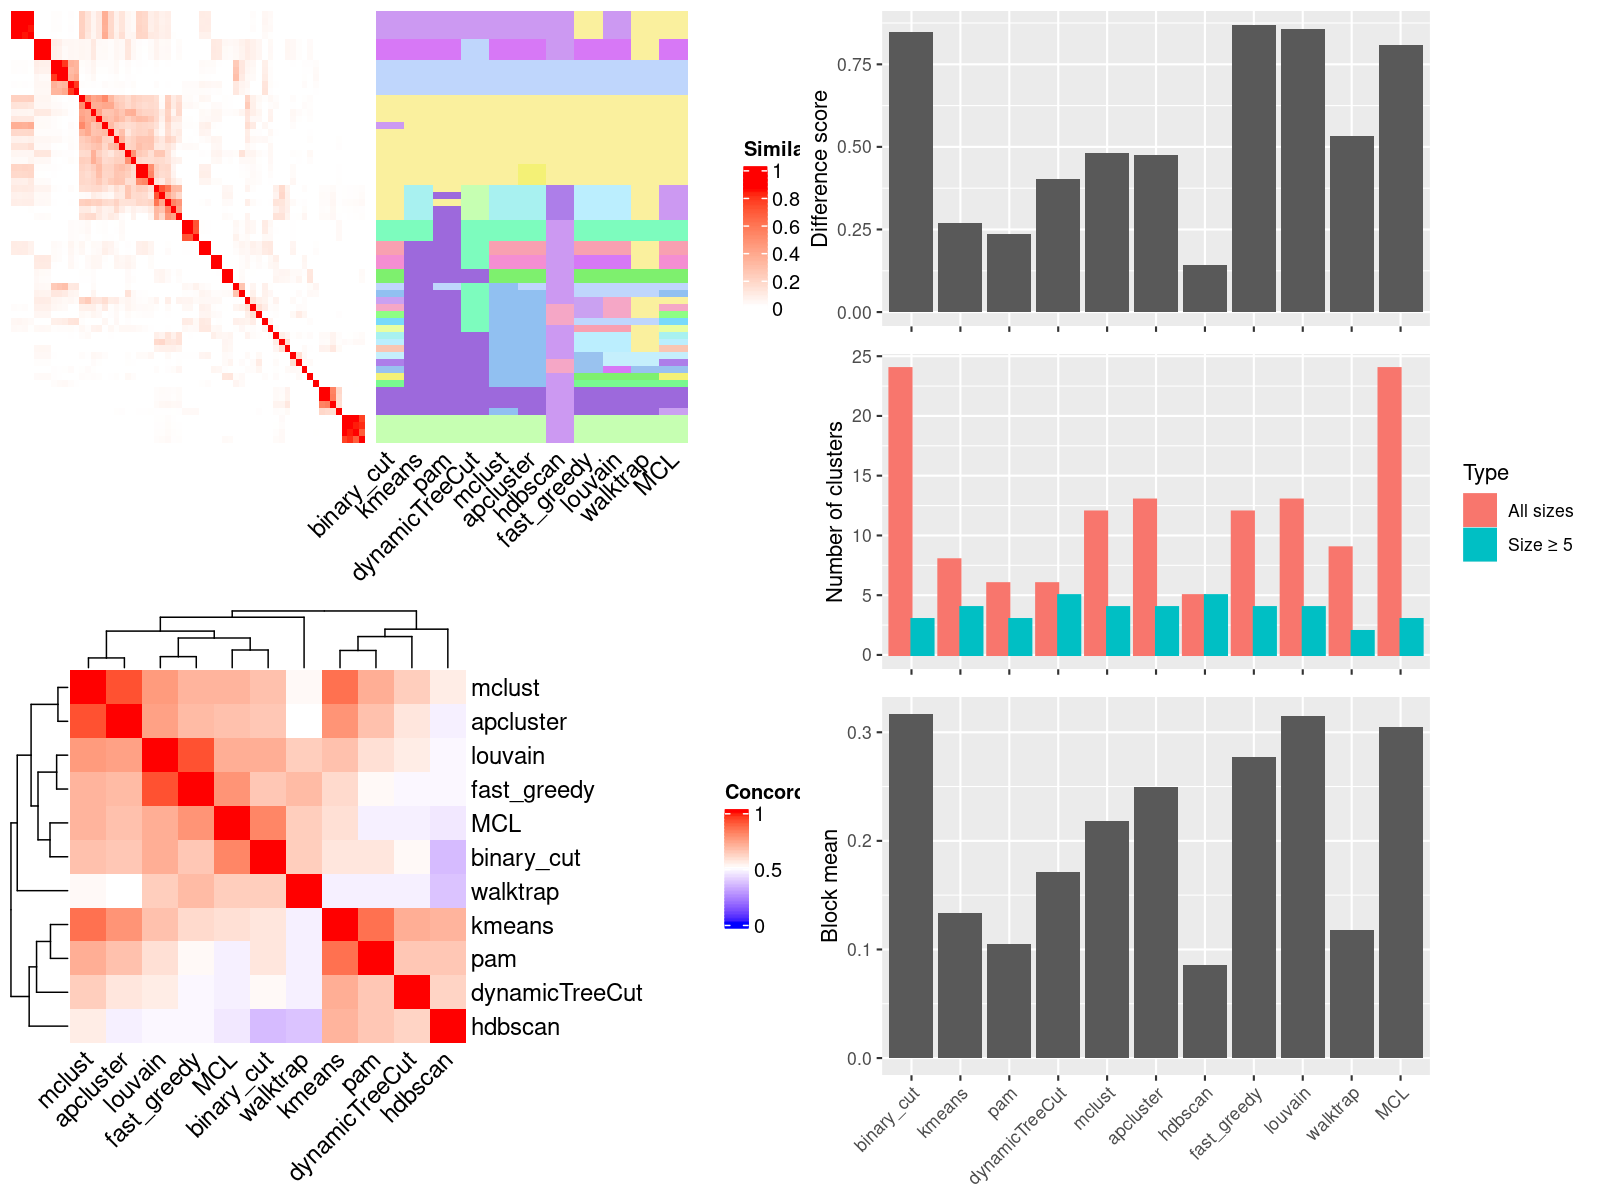 Simila
1
0.8
0.6
0.4
0.2
0
binary_cut
kmeans
pam
dynamicTreeCut
mclust
apcluster
hdbscan
fast_greedy
louvain
walktrap
MCL
mclust
apcluster
louvain
fast_greedy
MCL
binary_cut
walktrap
kmeans
pam
dynamicTreeCut
hdbscan
mclust
apcluster
louvain
fast_greedy
MCL
binary_cut
walktrap
kmeans
pam
dynamicTreeCut
hdbscan
Concord
1
0.5
0
Difference score
0.75
0.50
0.25
0.00
Number of clusters
25
20
15
10
5
0
Type
All sizes
Size ≥ 5
Block mean
0.3
0.2
0.1
0.0
binary_cut
kmeans
pam
dynamicTreeCut
mclust
apcluster
hdbscan
fast_greedy
louvain
walktrap
MCL